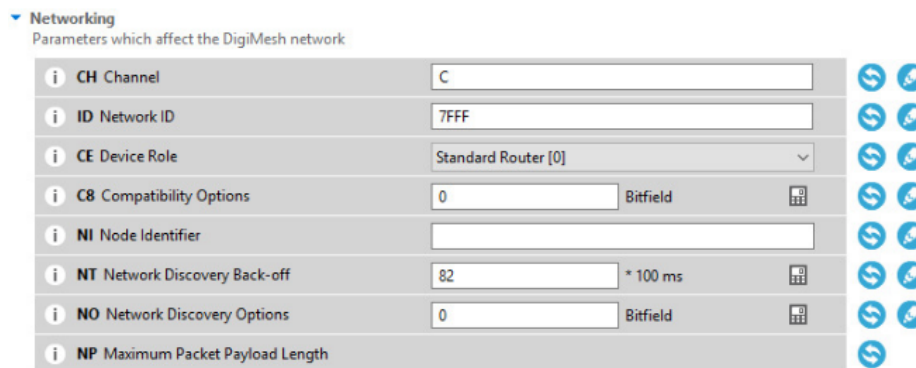 Networking
Parameters which affect the DigiMesh network
i CH Channel C
i ID Network ID 7FFF
i CE Device Role Standard Router [0]
i C8 Compatibility Options 0 Bitfield
i NI Node Identifier
i NT Network Discovery Back-off 82 * 100 ms
i NO Network Discovery Options 0 Bitfield
i NP Maximum Packet Payload Length